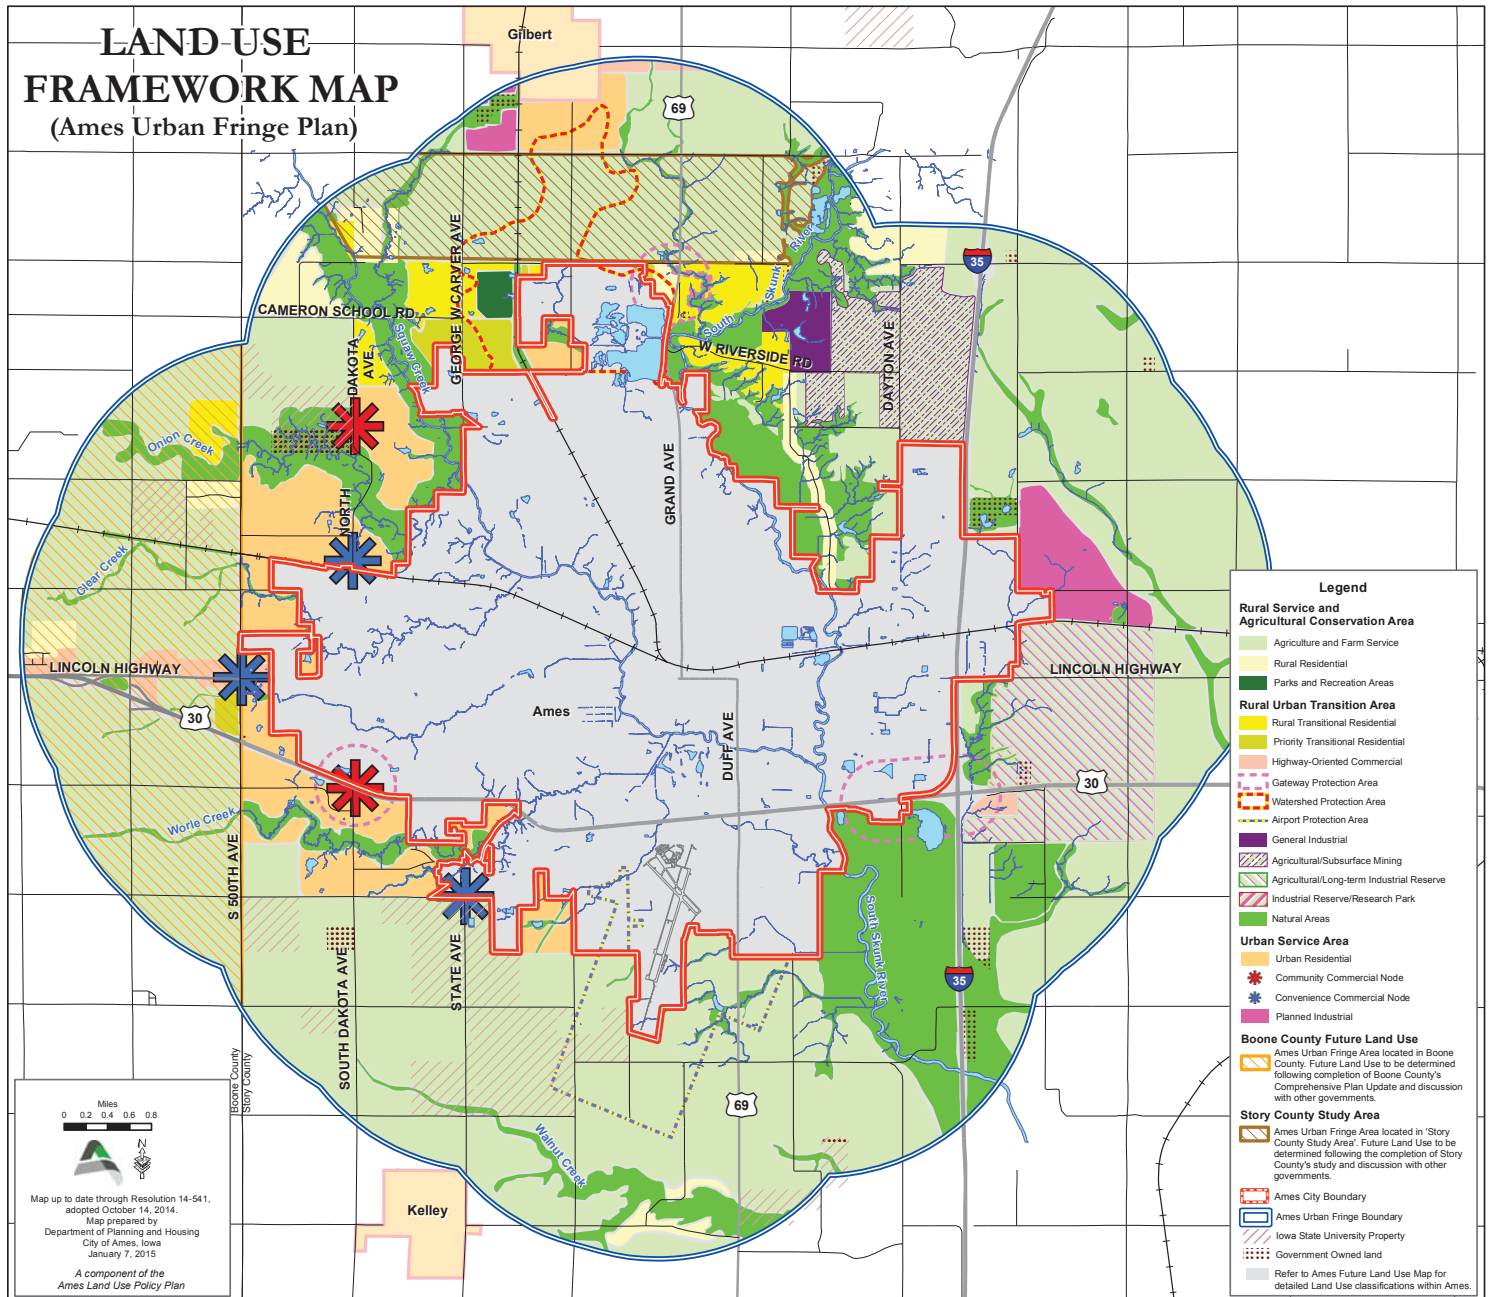 LAND USE
FRAMEWORK MAP
(Ames Urban Fringe Plan)
Gilbert
69
35
GEORGE W CARVER AVE
CAMERON SCHOOL RD
DAKOTA
AVE
Squaw Creek
South
Skunk
River
W RIVERSIDE RD
DAYTON AVE
Onion Creek
NORTH
GRAND AVE
Clear Creek
LINCOLN HIGHWAY
LINCOLN HIGHWAY
30
Ames
DUFF AVE
30
Worle Creek
S 500TH AVE
South Skunk River
STATE AVE
SOUTH DAKOTA AVE
35
Boone County
Story County
69
Walnut Creek
Kelley
Miles
0 0.2 0.4 0.6 0.8
N
Map up to date through Resolution 14-541,
adopted October 14, 2014.
Map prepared by
Department of Planning and Housing
City of Ames, Iowa
January 7, 2015
A component of the
Ames Land Use Policy Plan
Legend
Rural Service and
Agricultural Conservation Area
Agriculture and Farm Service
Rural Residential
Parks and Recreation Areas
Rural Urban Transition Area
Rural Transitional Residential
Priority Transitional Residential
Highway-Oriented Commercial
Gateway Protection Area
Watershed Protection Area
Airport Protection Area
General Industrial
Agricultural/Subsurface Mining
Agricultural/Long-term Industrial Reserve
Industrial Reserve/Research Park
Natural Areas
Urban Service Area
Urban Residential
Community Commercial Node
Convenience Commercial Node
Planned Industrial
Boone County Future Land Use
Ames Urban Fringe Area located in Boone
County. Future Land Use to be determined
following completion of Boone County's
Comprehensive Plan Update and discussion
with other governments.
Story County Study Area
Ames Urban Fringe Area located in 'Story
County Study Area'. Future Land Use to be
determined following the completion of Story
County's study and discussion with other
governments.
Ames City Boundary
Ames Urban Fringe Boundary
Iowa State University Property
Government Owned land
Refer to Ames Future Land Use Map for
detailed Land Use classifications within Ames.